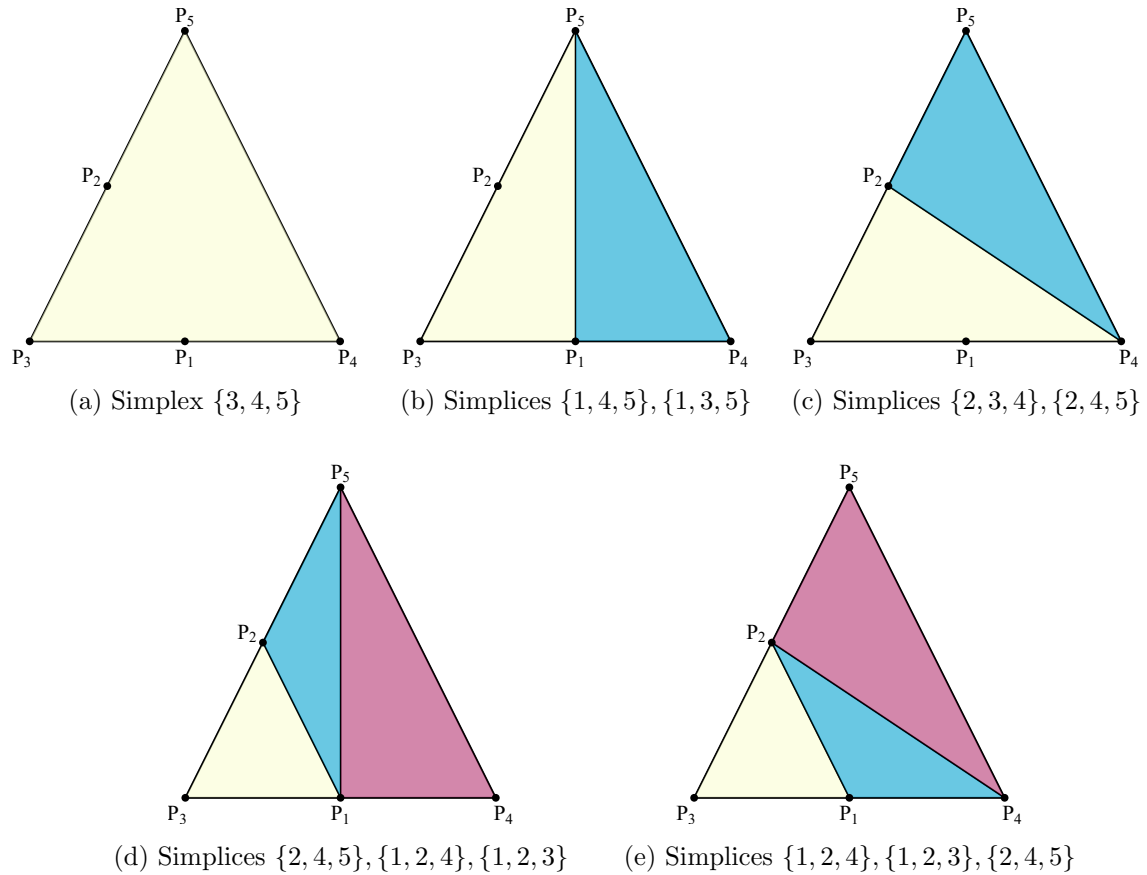 P5 P5 P5
P2 P2 P2
P3 P1 P4 P3 P1 P4 P3 P1 P4
(a) Simplex {3, 4, 5} (b) Simplices {1, 4, 5}, {1, 3, 5} (c) Simplices {2, 3, 4}, {2, 4, 5}
P5 P5
P2 P2
P3 P1 P4 P3 P1 P4
(d) Simplices {2, 4, 5}, {1, 2, 4}, {1, 2, 3} (e) Simplices {1, 2, 4}, {1, 2, 3}, {2, 4, 5}